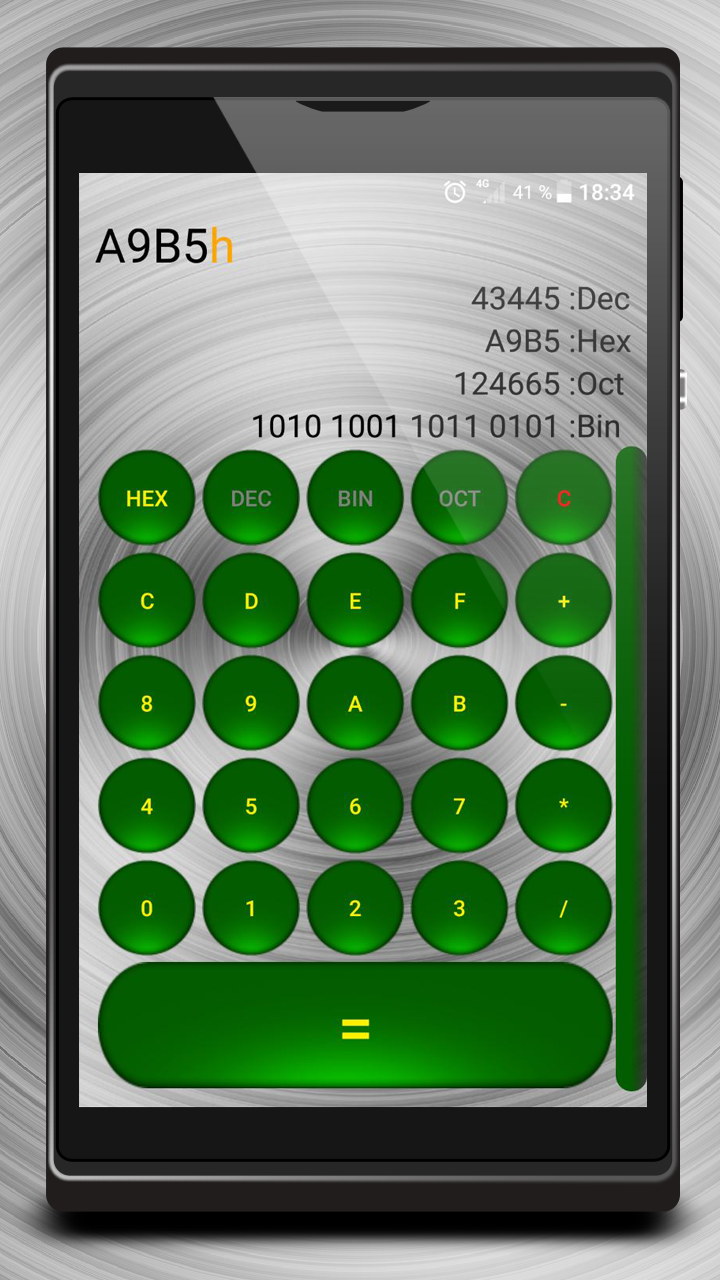 4G 41 % 18:34
A9B5h
43445 :Dec
A9B5 :Hex
124665 :Oct
1010 1001 1011 0101 :Bin
HEX DEC BIN OCT C
C D E F +
8 9 A B -
4 5 6 7 *
0 1 2 3 /
=